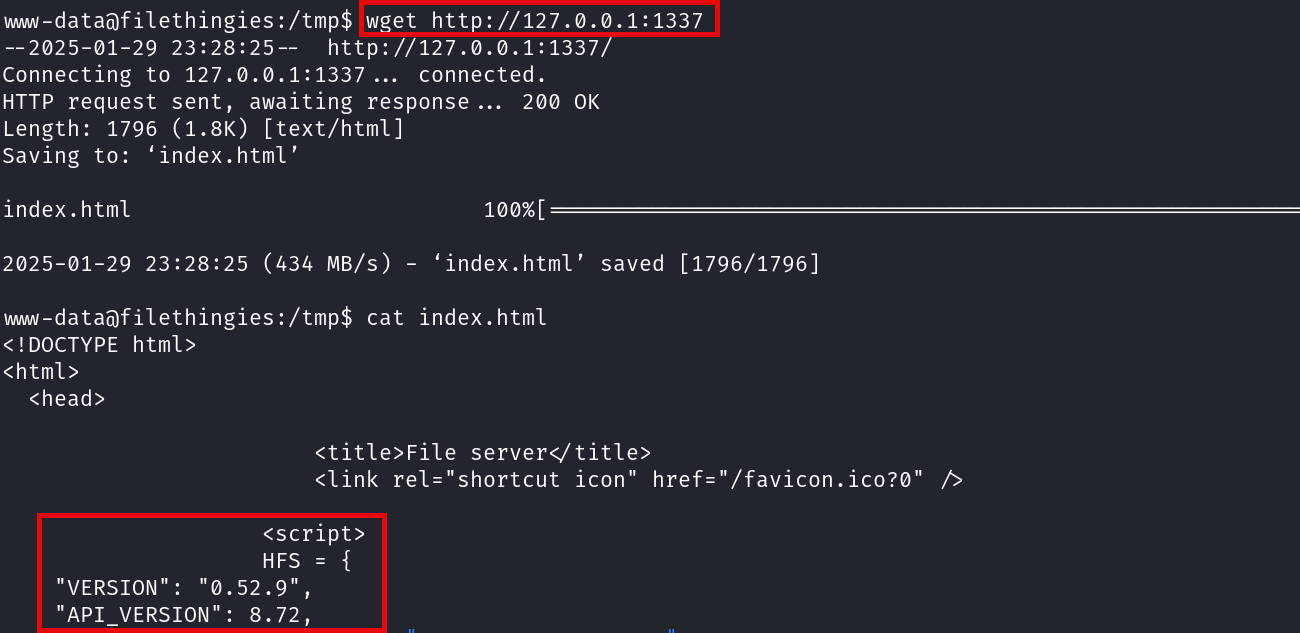 www-data@filethingies:/tmp$ wget http://127.0.0.1:1337
--2025-01-29 23:28:25--  http://127.0.0.1:1337/
Connecting to 127.0.0.1:1337... connected.
HTTP request sent, awaiting response... 200 OK
Length: 1796 (1.8K) [text/html]
Saving to: ‘index.html’
index.html                           100%[=========================================================
2025-01-29 23:28:25 (434 MB/s) - ‘index.html’ saved [1796/1796]
www-data@filethingies:/tmp$ cat index.html
<!DOCTYPE html>
<html>
  <head>
                        <title>File server</title>
                        <link rel="shortcut icon" href="/favicon.ico?0" />
                    <script>
                    HFS = {
    "VERSION": "0.52.9",
    "API_VERSION": 8.72,